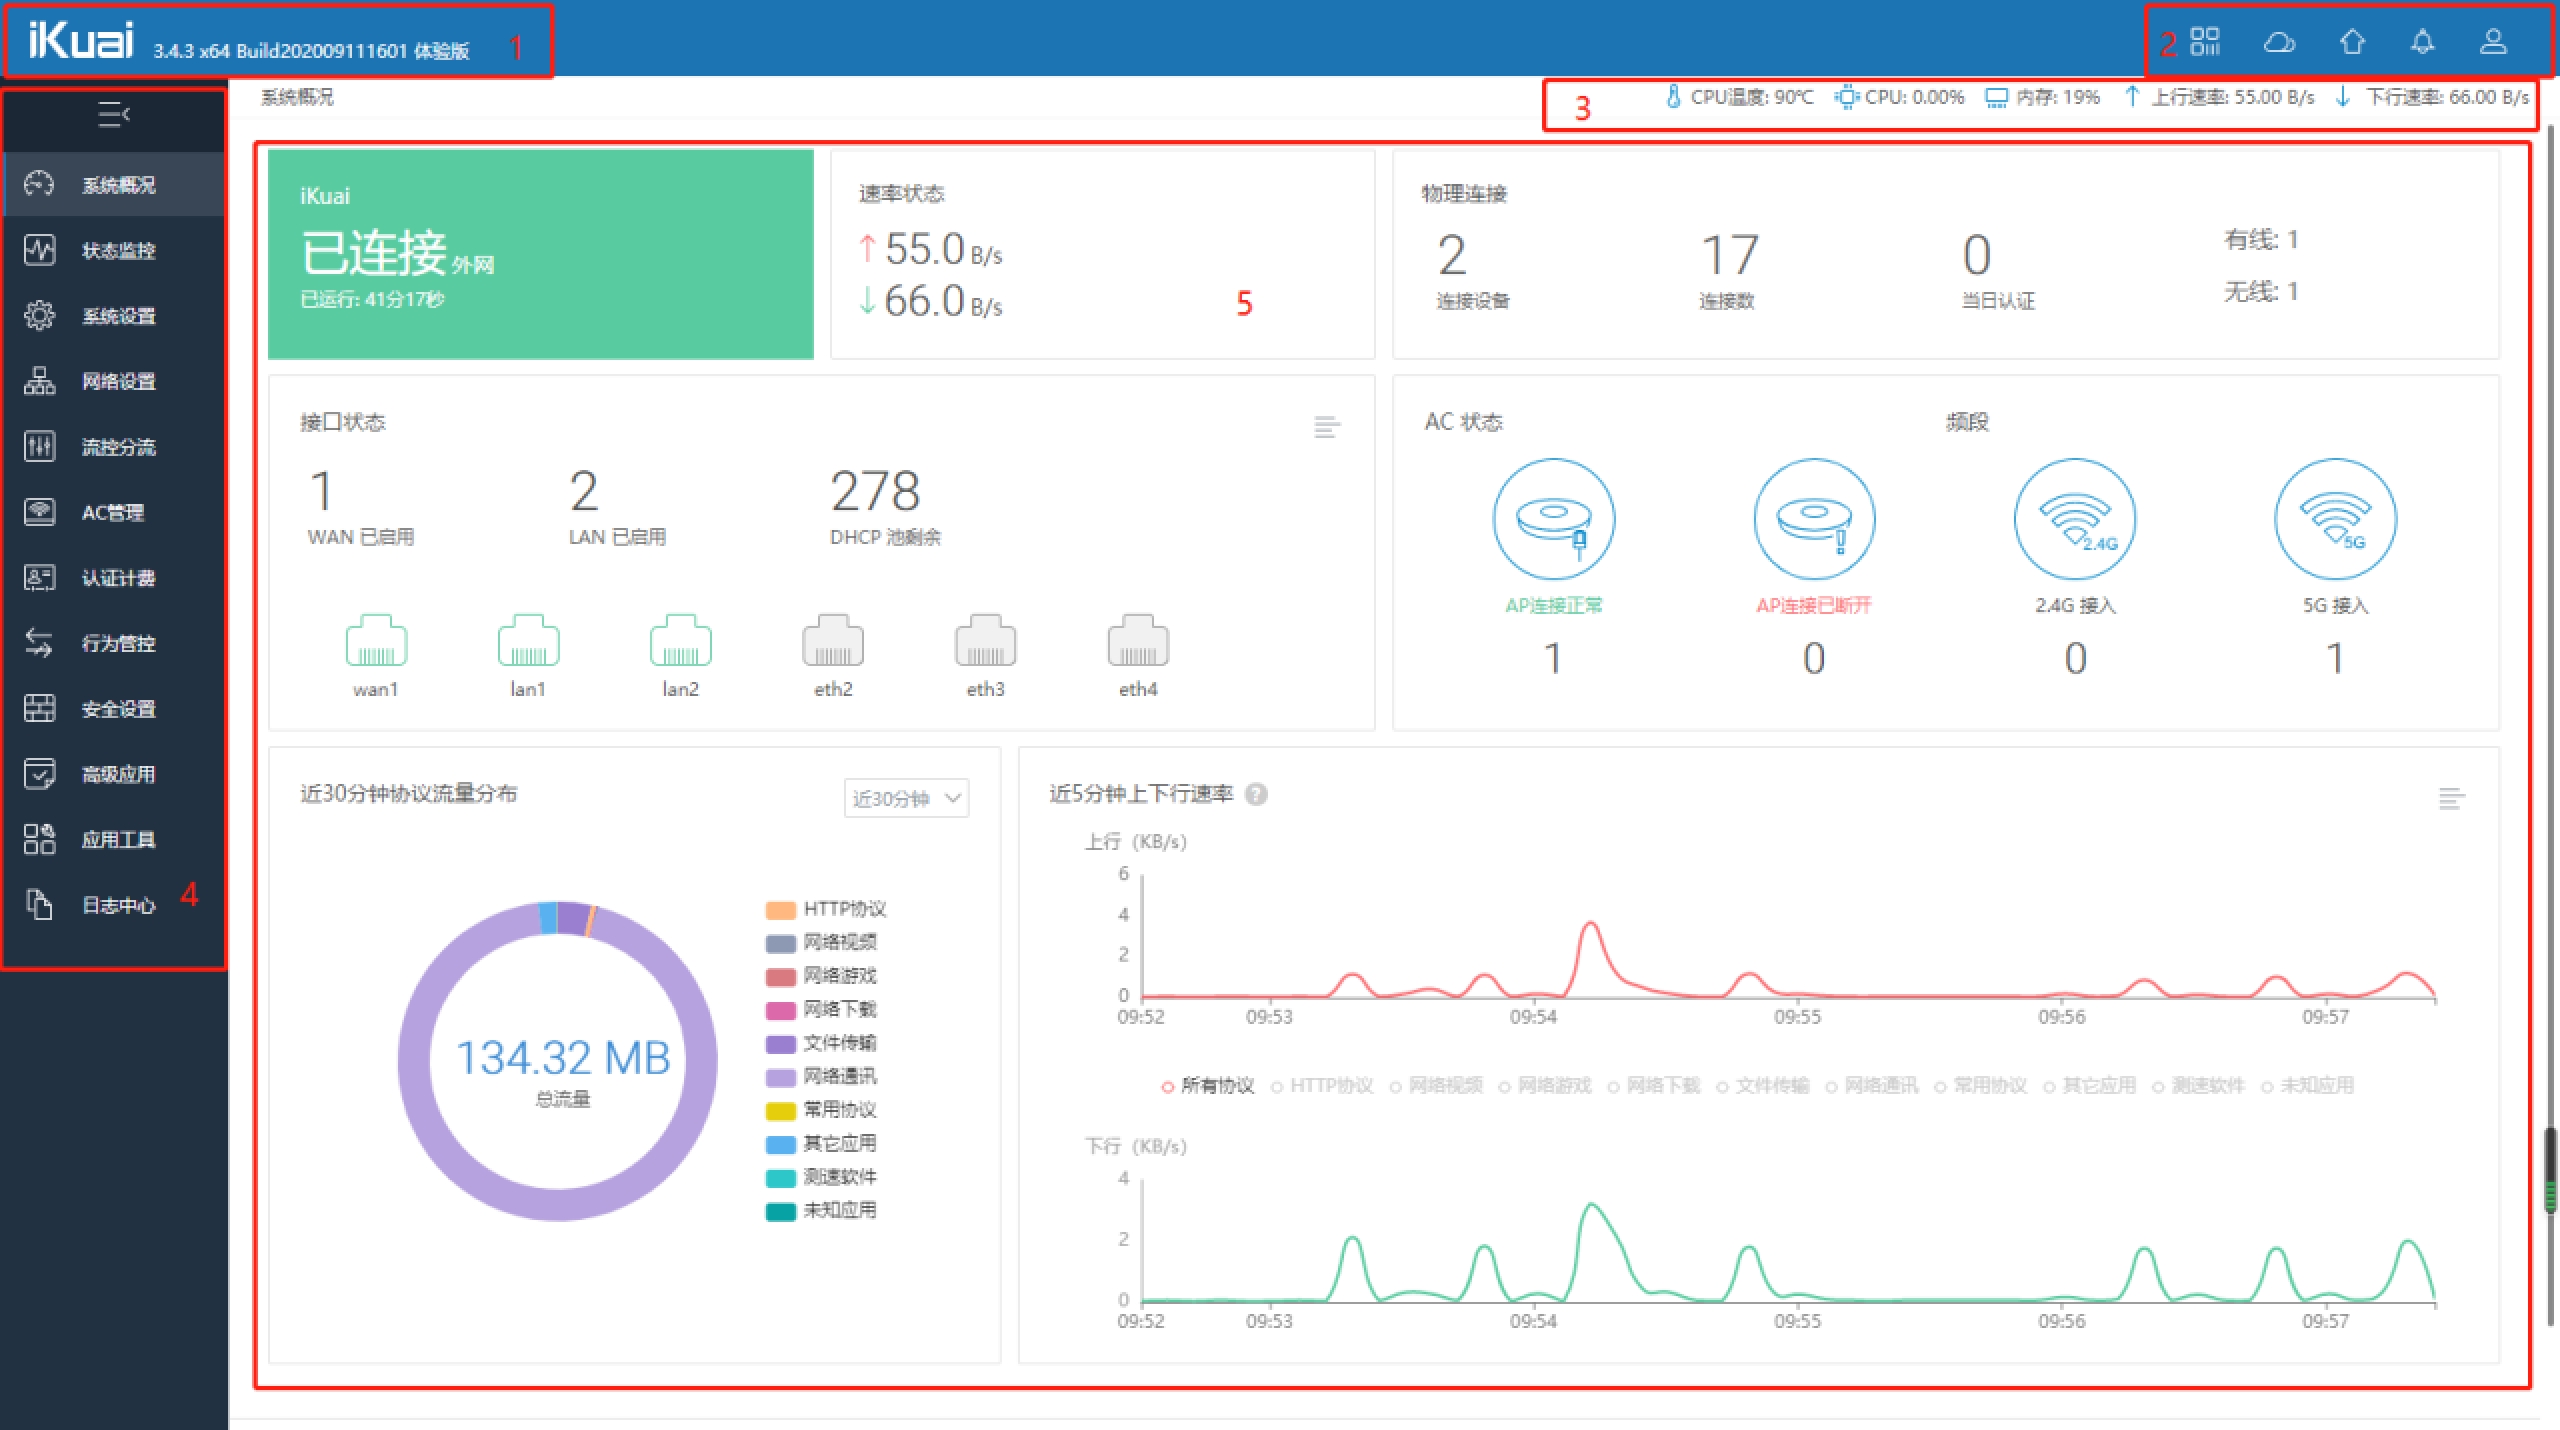 iKuai 3.4.3 x64 Build202009111601 体验版 1
2
系统概况
3 CPU温度: 90℃ CPU: 0.00% 内存: 19% 上行速率: 55.00 B/s 下行速率: 66.00 B/s
系统概况
状态监控
系统设置
网络设置
流控分流
AC管理
认证计费
行为管控
安全设置
高级应用
应用工具
日志中心 4
iKuai
已连接 外网
已运行: 41分17秒
速率状态
55.0 B/s
66.0 B/s
5
物理连接
2 17 0
连接设备 连接数 当日认证
有线: 1
无线: 1
接口状态
1 2 278
WAN 已启用 LAN 已启用 DHCP 池剩余
wan1 lan1 lan2 eth2 eth3 eth4
AC 状态 频段
2.4G 5G
AP连接正常 AP连接已断开 2.4G 接入 5G 接入
1 0 0 1
近30分钟协议流量分布 近30分钟
134.32 MB
总流量
HTTP协议
网络视频
网络游戏
网络下载
文件传输
网络通讯
常用协议
其它应用
测速软件
未知应用
近5分钟上下行速率 ?
上行 (KB/s)
6
4
2
0
09:52 09:53 09:54 09:55 09:56 09:57
所有协议 HTTP协议 网络视频 网络游戏 网络下载 文件传输 网络通讯 常用协议 其它应用 测速软件 未知应用
下行 (KB/s)
4
2
0
09:52 09:53 09:54 09:55 09:56 09:57